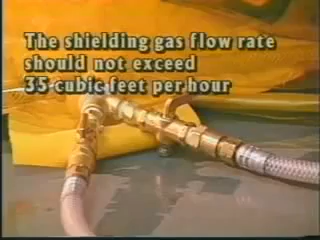 The shielding gas flow rate
should not exceed
35 cubic feet per hour